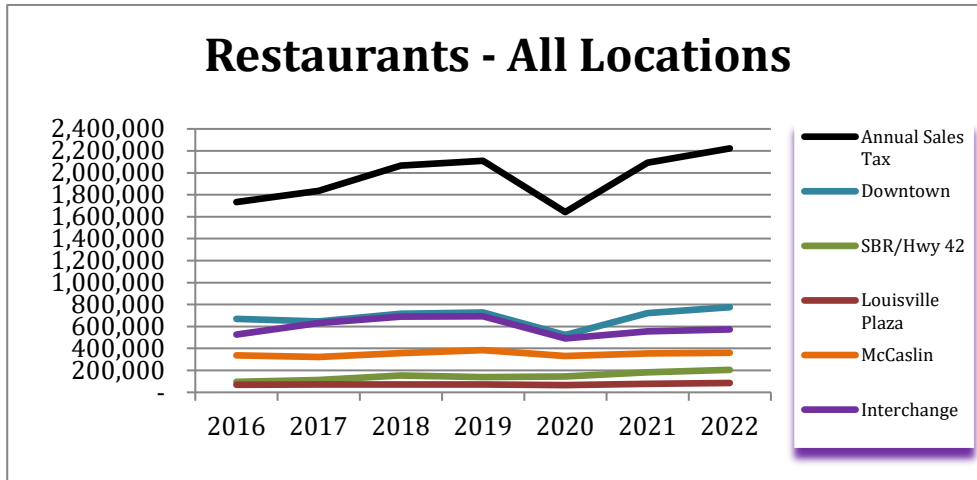 Restaurants - All Locations
2,400,000
2,200,000
2,000,000
1,800,000
1,600,000
1,400,000
1,200,000
1,000,000
800,000
600,000
400,000
200,000
-
2016 2017 2018 2019 2020 2021 2022
Annual Sales
Tax
Downtown
SBR/Hwy 42
Louisville
Plaza
McCaslin
Interchange